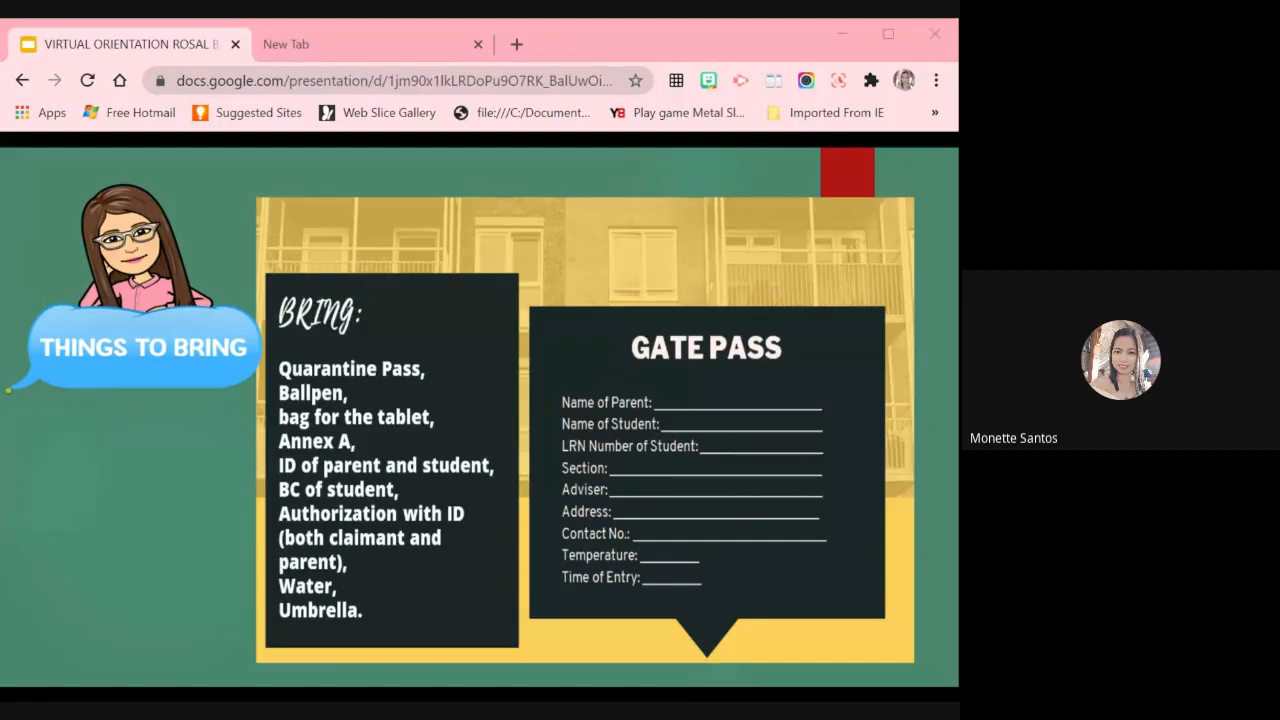 VIRTUAL ORIENTATION ROSAL B
New Tab
docs.google.com/presentation/d/1jm90x1lkLRDoPu9O7RK_BalUwOi...
Apps
Free Hotmail
Suggested Sites
Web Slice Gallery
file:///C:/Document...
Play game Metal Sl...
Imported From IE
»
THINGS TO BRING
BRING:
Quarantine Pass,
Ballpen,
bag for the tablet,
Annex A,
ID of parent and student,
BC of student,
Authorization with ID
(both claimant and
parent),
Water,
Umbrella.
GATE PASS
Name of Parent:
Name of Student:
LRN Number of Student:
Section:
Adviser:
Address:
Contact No.:
Temperature:
Time of Entry:
Monette Santos